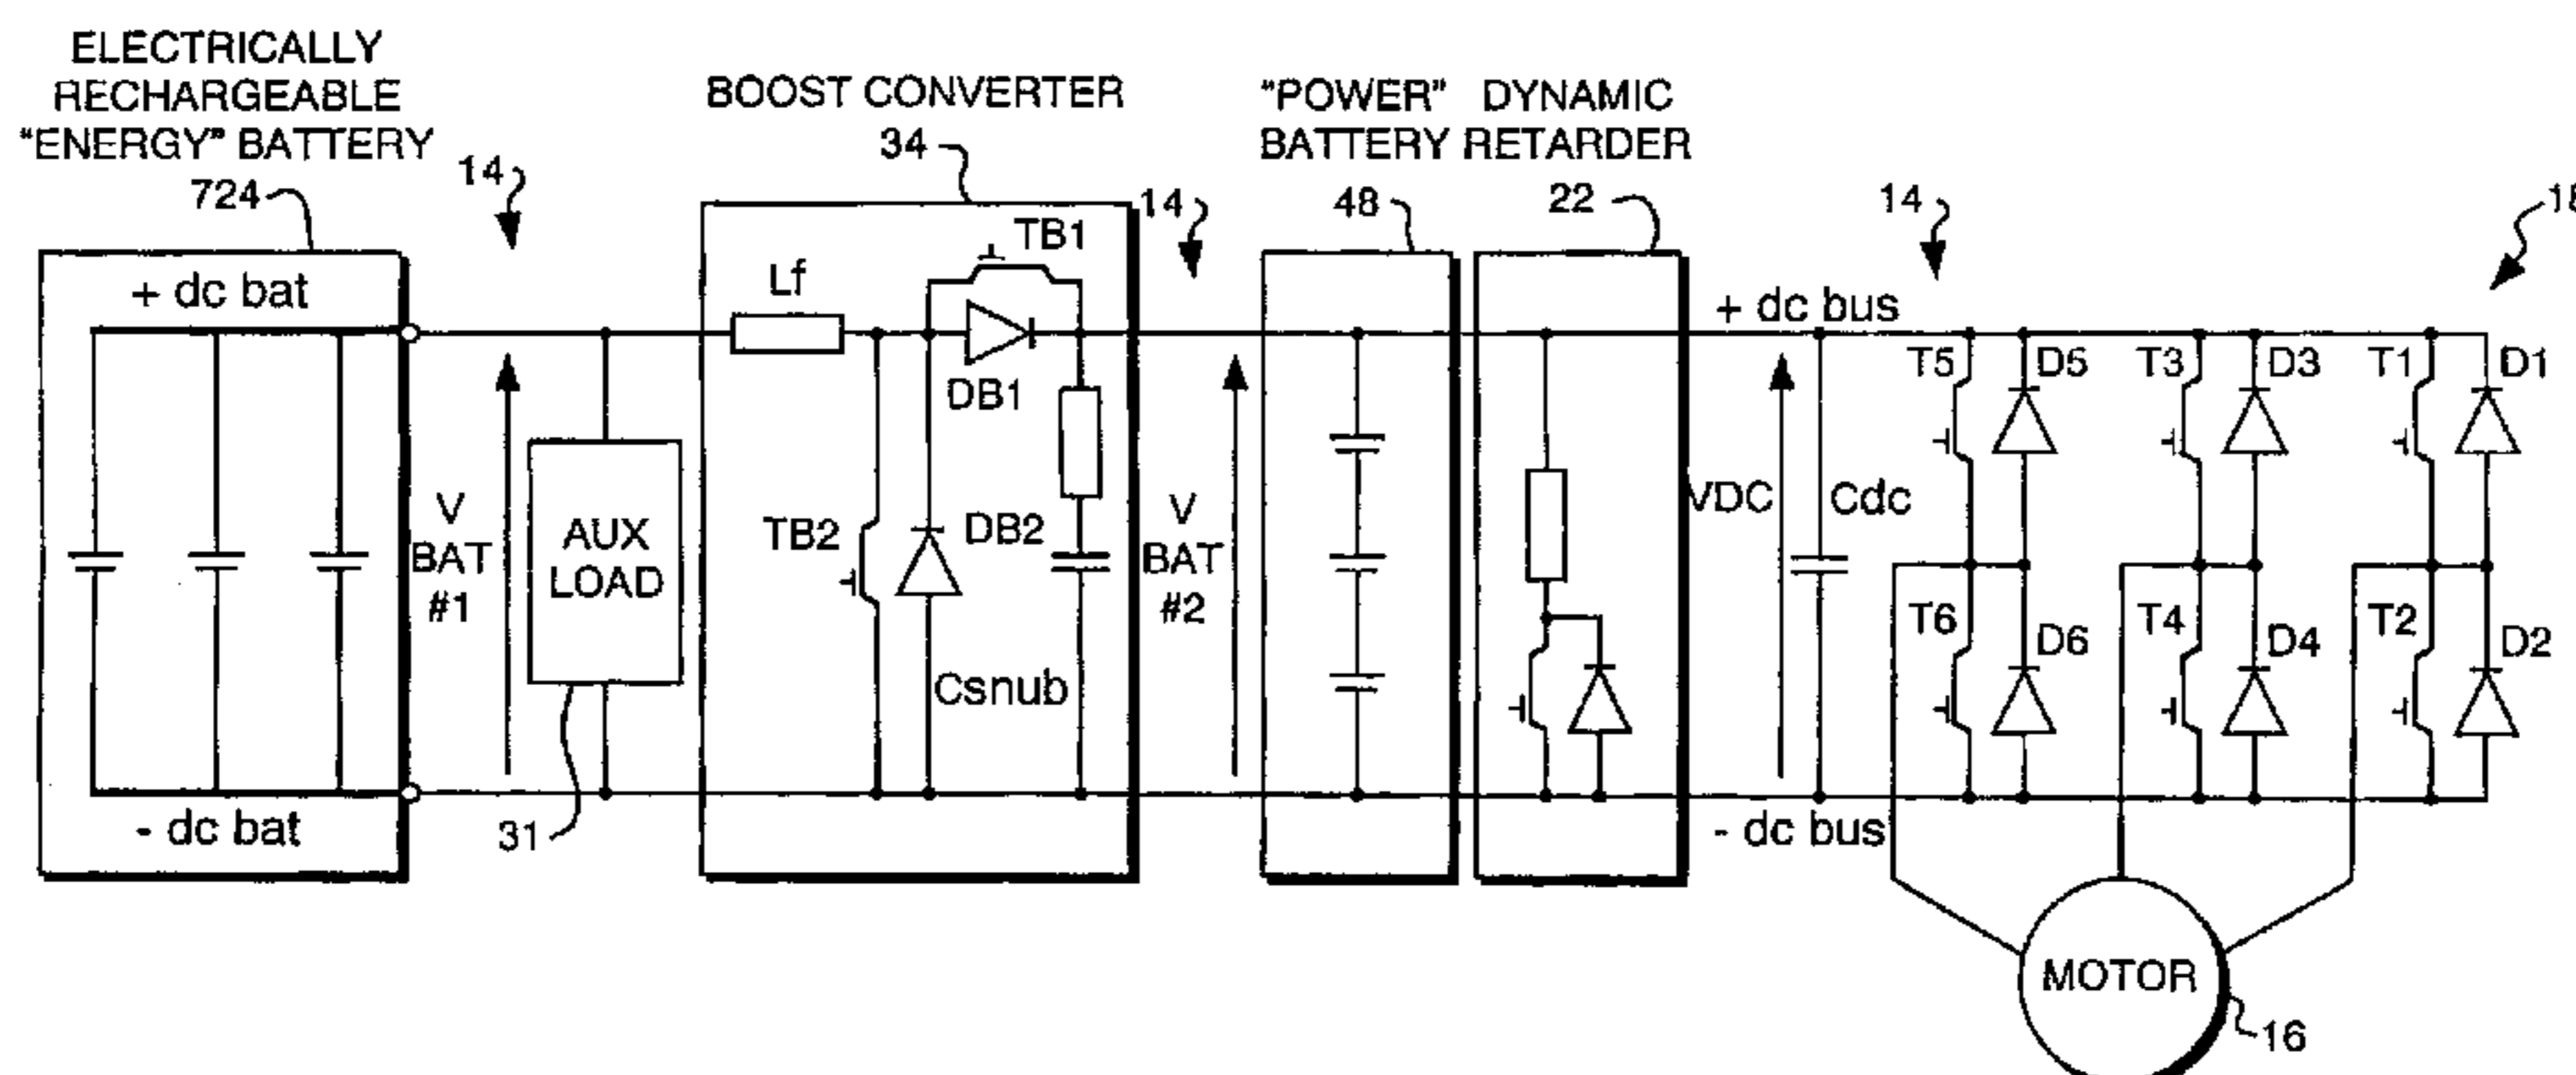 ELECTRICALLY
RECHARGEABLE
"ENERGY" BATTERY
724
14
BOOST CONVERTER
34
14
"POWER"
BATTERY
48
DYNAMIC
RETARDER
22
14
+ dc bat
- dc bat
V
BAT
#1
AUX
LOAD
31
Lf
TB1
DB1
TB2
DB2
Csnub
V
BAT
#2
+ dc bus
VDC
Cdc
- dc bus
T5
D5
T3
D3
T1
D1
T6
D6
T4
D4
T2
D2
MOTOR
16